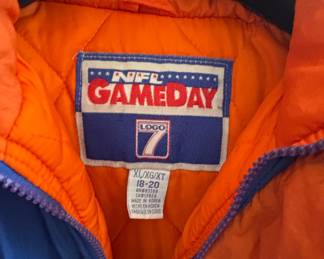 NFL
GAMEDAY
LOGO
7
XL/XG/XT
18-20
MADE IN KOREA